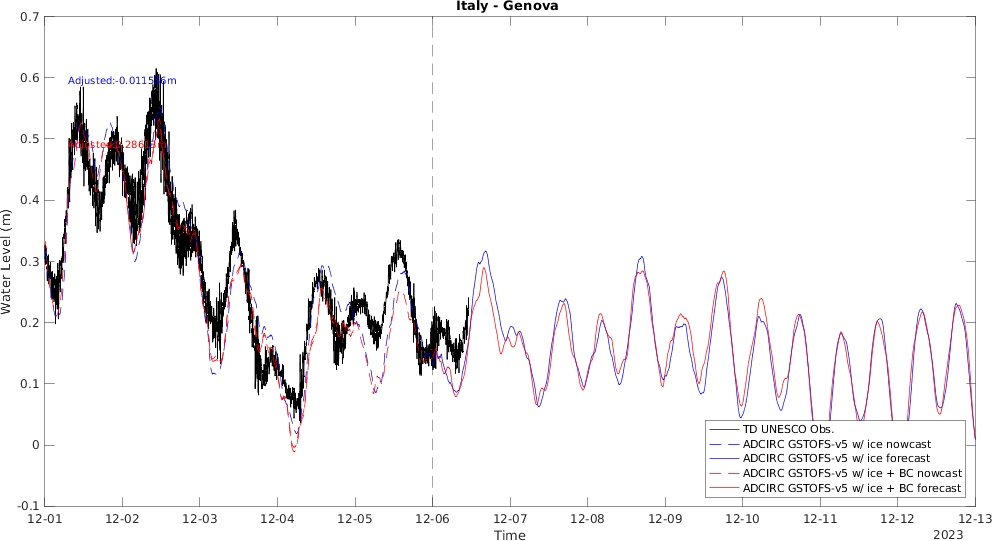 Italy - Genova
0.7
0.6
0.5
0.4
0.3
0.2
0.1
0
-0.1
Water Level (m)
TD UNESCO Obs.
ADCIRC GSTOFS-v5 w/ ice nowcast
ADCIRC GSTOFS-v5 w/ ice forecast
ADCIRC GSTOFS-v5 w/ ice + BC nowcast
ADCIRC GSTOFS-v5 w/ ice + BC forecast
12-01 12-02 12-03 12-04 12-05 12-06 12-07 12-08 12-09 12-10 12-11 12-12 12-13
Time
2023